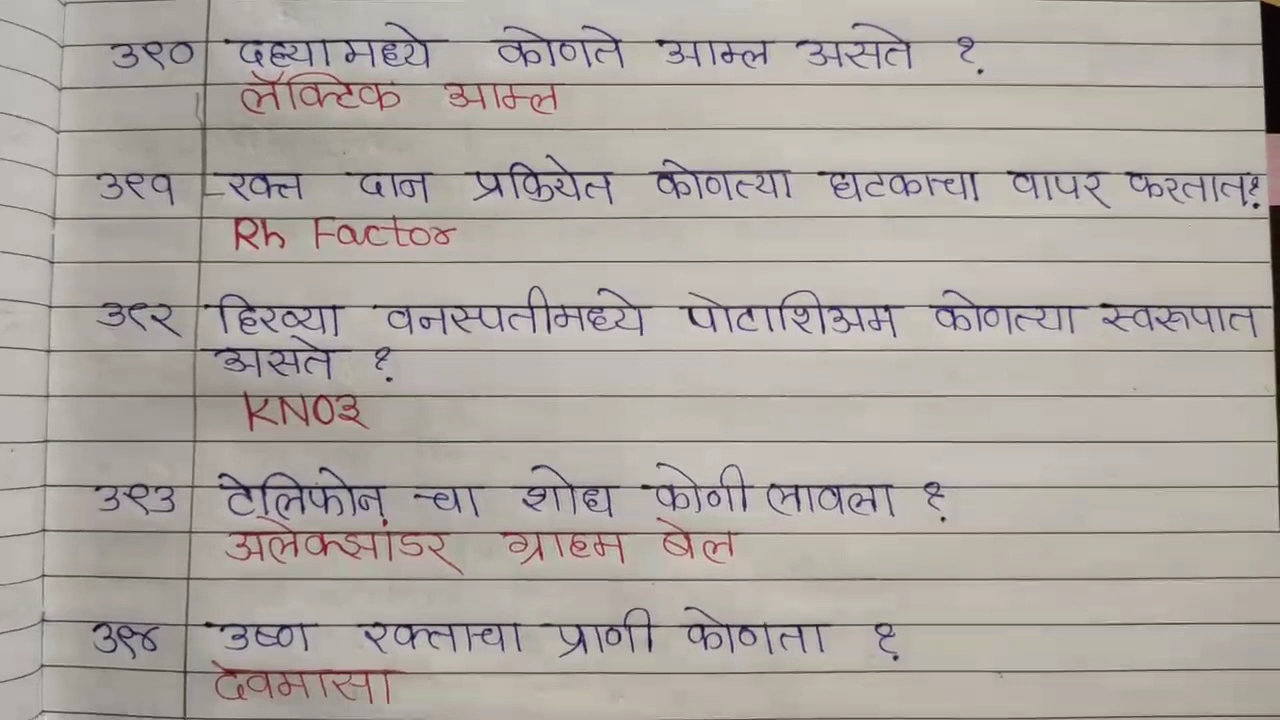 ३९० दह्यामध्ये कोणते आम्ल असते ?
लॅक्टिक आम्ल
३९१ रक्त दान प्रक्रियेत कोणत्या घटकाचा वापर करतात?
Rh Factor
३९२ हिरव्या वनस्पतीमध्ये पोटाशिअम कोणत्या स्वरूपात
असते ?
KNO३
३९३ टेलिफोन चा शोध कोणी लावला ?
अलेक्झांडर ग्राहम बेल
३९४ उष्ण रक्ताचा प्राणी कोणता ?
देवमासा